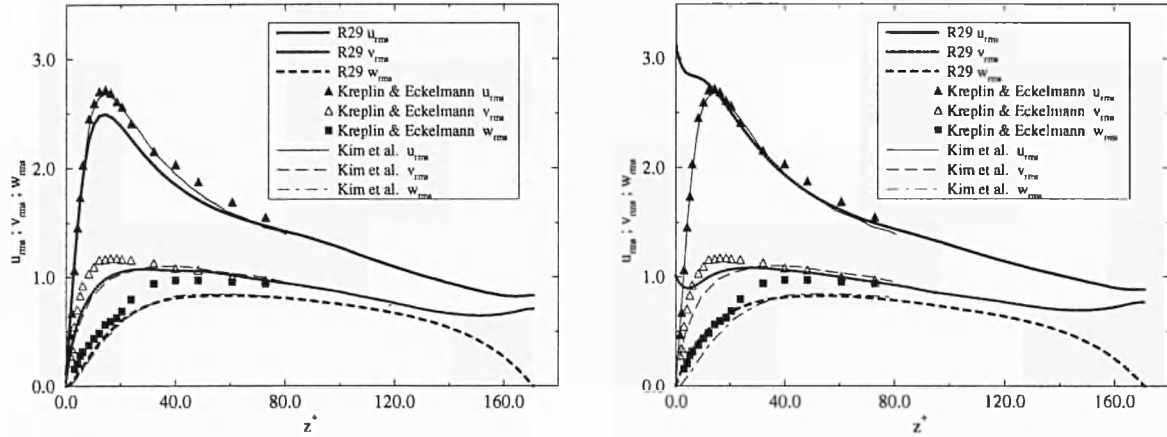 3.0
2.0
1.0
0.0
u_rms ; v_rms ; w_rms
R29 u_rms
R29 v_rms
R29 w_rms
Kreplin & Eckelmann u_rms
Kreplin & Eckelmann v_rms
Kreplin & Eckelmann w_rms
Kim et al. u_rms
Kim et al. v_rms
Kim et al. w_rms
0.0 40.0 80.0 120.0 160.0
z+
3.0
2.0
1.0
0.0
u_rms ; v_rms ; w_rms
R29 u_rms
R29 v_rms
R29 w_rms
Kreplin & Eckelmann u_rms
Kreplin & Eckelmann v_rms
Kreplin & Eckelmann w_rms
Kim et al. u_rms
Kim et al. v_rms
Kim et al. w_rms
0.0 40.0 80.0 120.0 160.0
z+